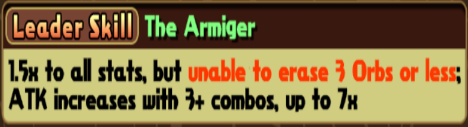 Leader Skill The Armiger
1.5x to all stats, but unable to erase 3 Orbs or less;
ATK increases with 3+ combos, up to 7x